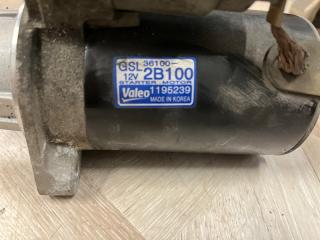 GSL 36100-
12V 2B100
STARTER MOTOR
Valeo 1195239
MADE IN KOREA